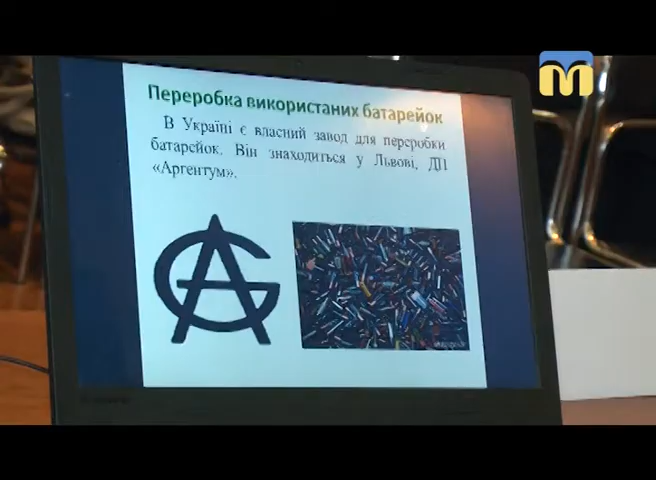 Переробка використаних батарейок
В Україні є власний завод для переробки
батарейок. Він знаходиться у Львові, ДП
«Аргентум».